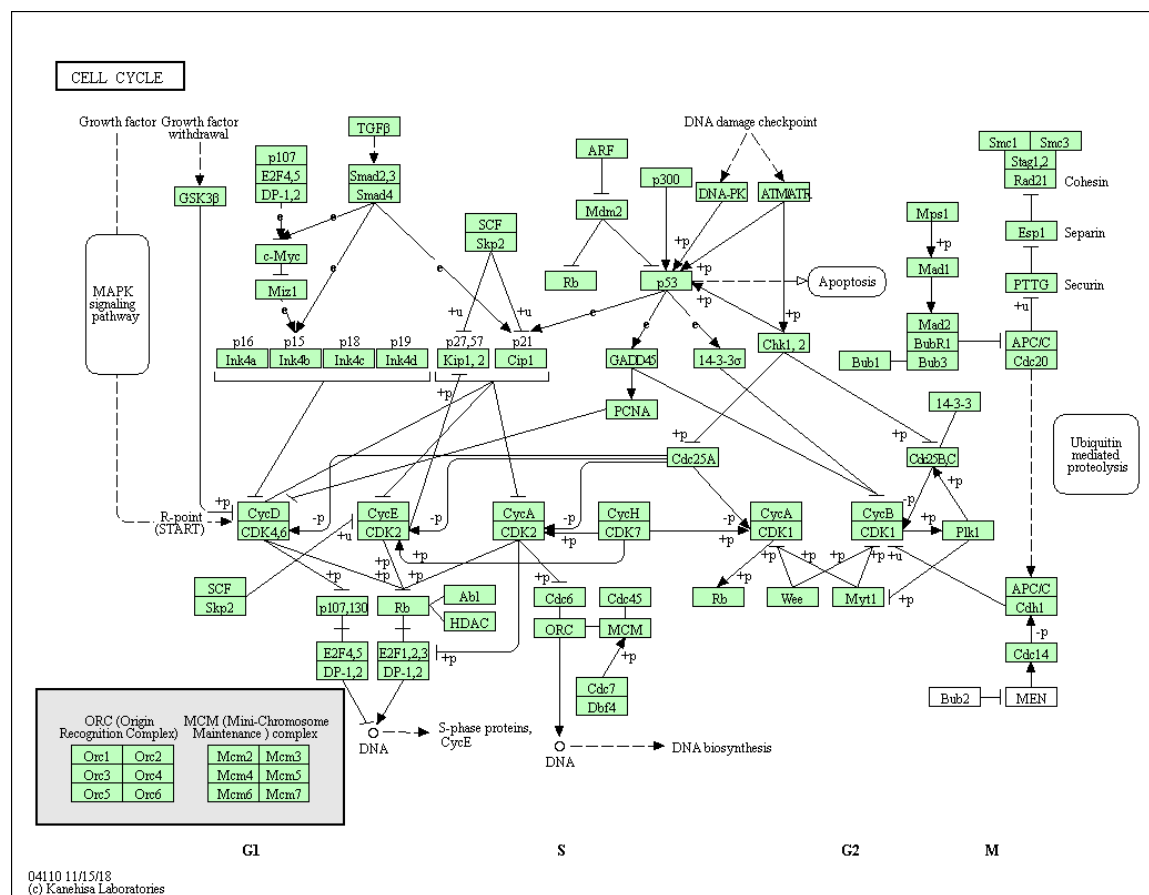 CELL CYCLE
Growth factor
Growth factor
withdrawal
TGFβ
DNA damage checkpoint
Smc1 Smc3
Stag1,2
Rad21
Cohesin
p107
E2F4,5
DP-1,2
Smad2,3
Smad4
ARF
p300
DNA-PK
ATM/ATR
GSK3β
Mdm2
Mps1
Esp1
Separin
SCF
Skp2
+p
+p
+p
e
e
c-Myc
MAPK
signaling
pathway
Rb
p53
Apoptosis
Mad1
PTTG
Securin
Miz1
e
e
e
+p
e
+u
+u
e
e
e
+p
+u
Mad2
BubR1
Bub3
Bub1
APC/C
Cdc20
p16
Ink4a
p15
Ink4b
p18
Ink4c
p19
Ink4d
p27,57
Kip1, 2
p21
Cip1
GADD45
14-3-3σ
Chk1, 2
+p
PCNA
14-3-3
Ubiquitin
mediated
proteolysis
+p
+p
Cdc25A
Cdc25B,C
+p
R-point
(START)
+p
CycD
CDK4,6
-p
CycE
CDK2
-p
CycA
CDK2
-p
+p
CycH
CDK7
-p
+p
CycA
CDK1
CycB
CDK1
-p
+p
+u
Plk1
+u
+p
+p
+p
+p
+p
+p
+p
+p
+p
SCF
Skp2
p107,130
Rb
Abl
HDAC
Cdc6
Cdc45
ORC
MCM
Rb
Wee
Myt1
APC/C
Cdh1
-p
Cdc14
E2F4,5
DP-1,2
E2F1,2,3
DP-1,2
+p
+p
Cdc7
Dbf4
Bub2
MEN
DNA
S-phase proteins,
CycE
DNA
DNA biosynthesis
ORC (Origin
Recognition Complex)
MCM (Mini-Chromosome
Maintenance ) complex
Orc1 Orc2
Orc3 Orc4
Orc5 Orc6
Mcm2 Mcm3
Mcm4 Mcm5
Mcm6 Mcm7
G1
S
G2
M
04110 11/15/18
(c) Kanehisa Laboratories